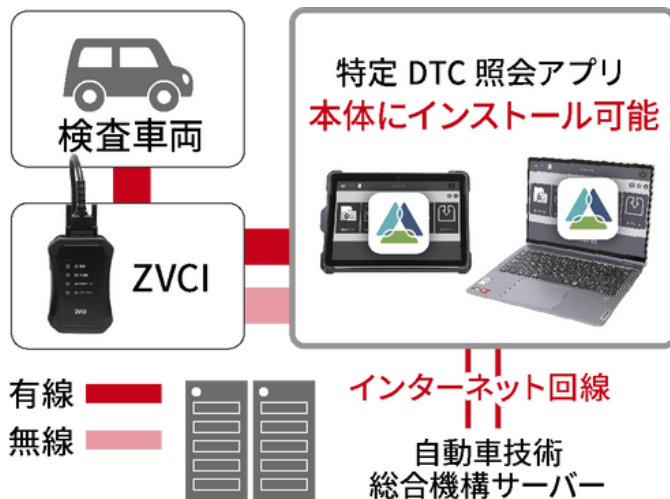 検査車両
特定 DTC 照会アプリ
本体にインストール可能
ZVCI
ZVCI
有線
無線
インターネット回線
自動車技術
総合機構サーバー